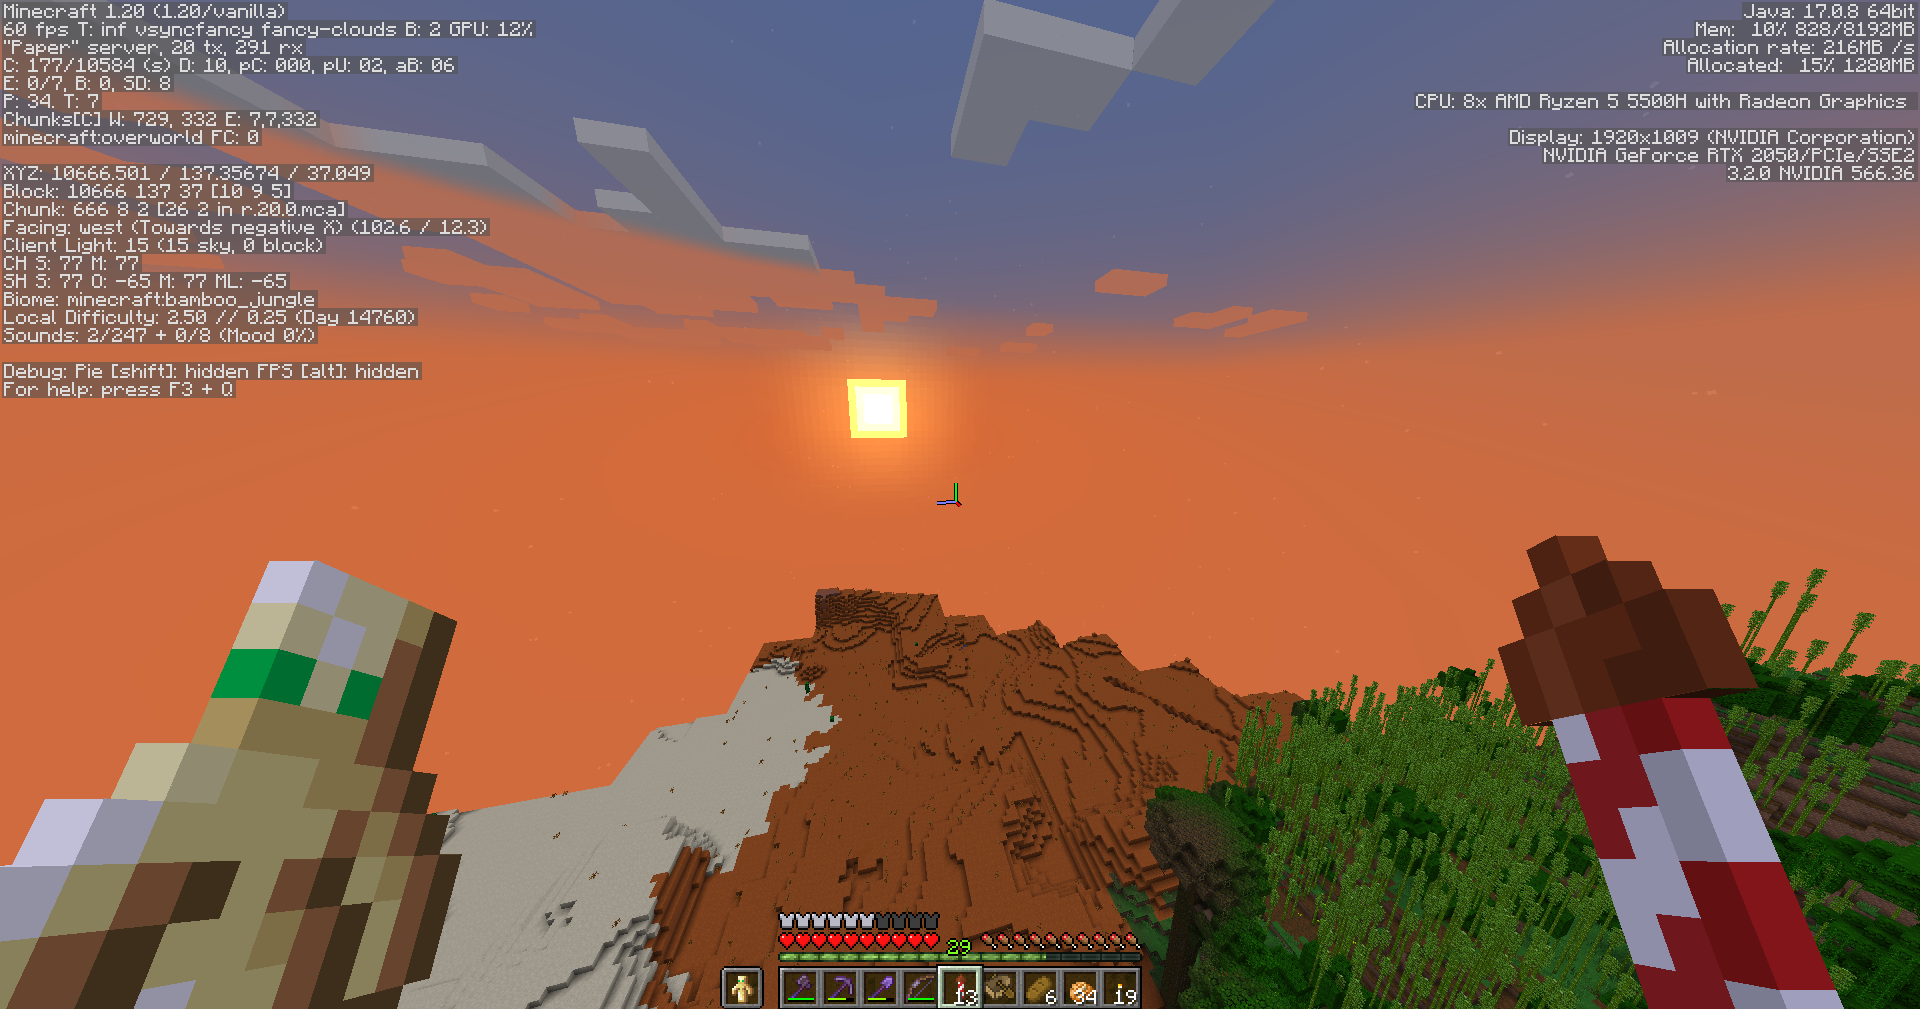 Minecraft 1.20 (1.20/vanilla)
60 fps T: inf vsyncfancy fancy-clouds B: 2 GPU: 12%
"Paper" server, 20 tx, 291 rx
C: 177/10584 (s) D: 10, pC: 000, pU: 02, aB: 06
E: 0/7, B: 0, SD: 8
P: 34. T: 7
Chunks[C] W: 729, 332 E: 7,7,332
minecraft:overworld FC: 0
XYZ: 10666.501 / 137.35674 / 37.049
Block: 10666 137 37 [10 9 5]
Chunk: 666 8 2 [26 2 in r.20.0.mca]
Facing: west (Towards negative X) (102.6 / 12.3)
Client Light: 15 (15 sky, 0 block)
CH S: 77 M: 77
SH S: 77 O: -65 M: 77 ML: -65
Biome: minecraft:bamboo_jungle
Local Difficulty: 2.50 // 0.25 (Day 14760)
Sounds: 2/247 + 0/8 (Mood 0%)
Debug: Pie [shift]: hidden FPS [alt]: hidden
For help: press F3 + Q
Java: 17.0.8 64bit
Mem: 10% 828/8192MB
Allocation rate: 216MB /s
Allocated: 15% 1280MB
CPU: 8x AMD Ryzen 5 5500H with Radeon Graphics
Display: 1920x1009 (NVIDIA Corporation)
NVIDIA GeForce RTX 2050/PCIe/SSE2
3.2.0 NVIDIA 566.36
29
13 6 34 19